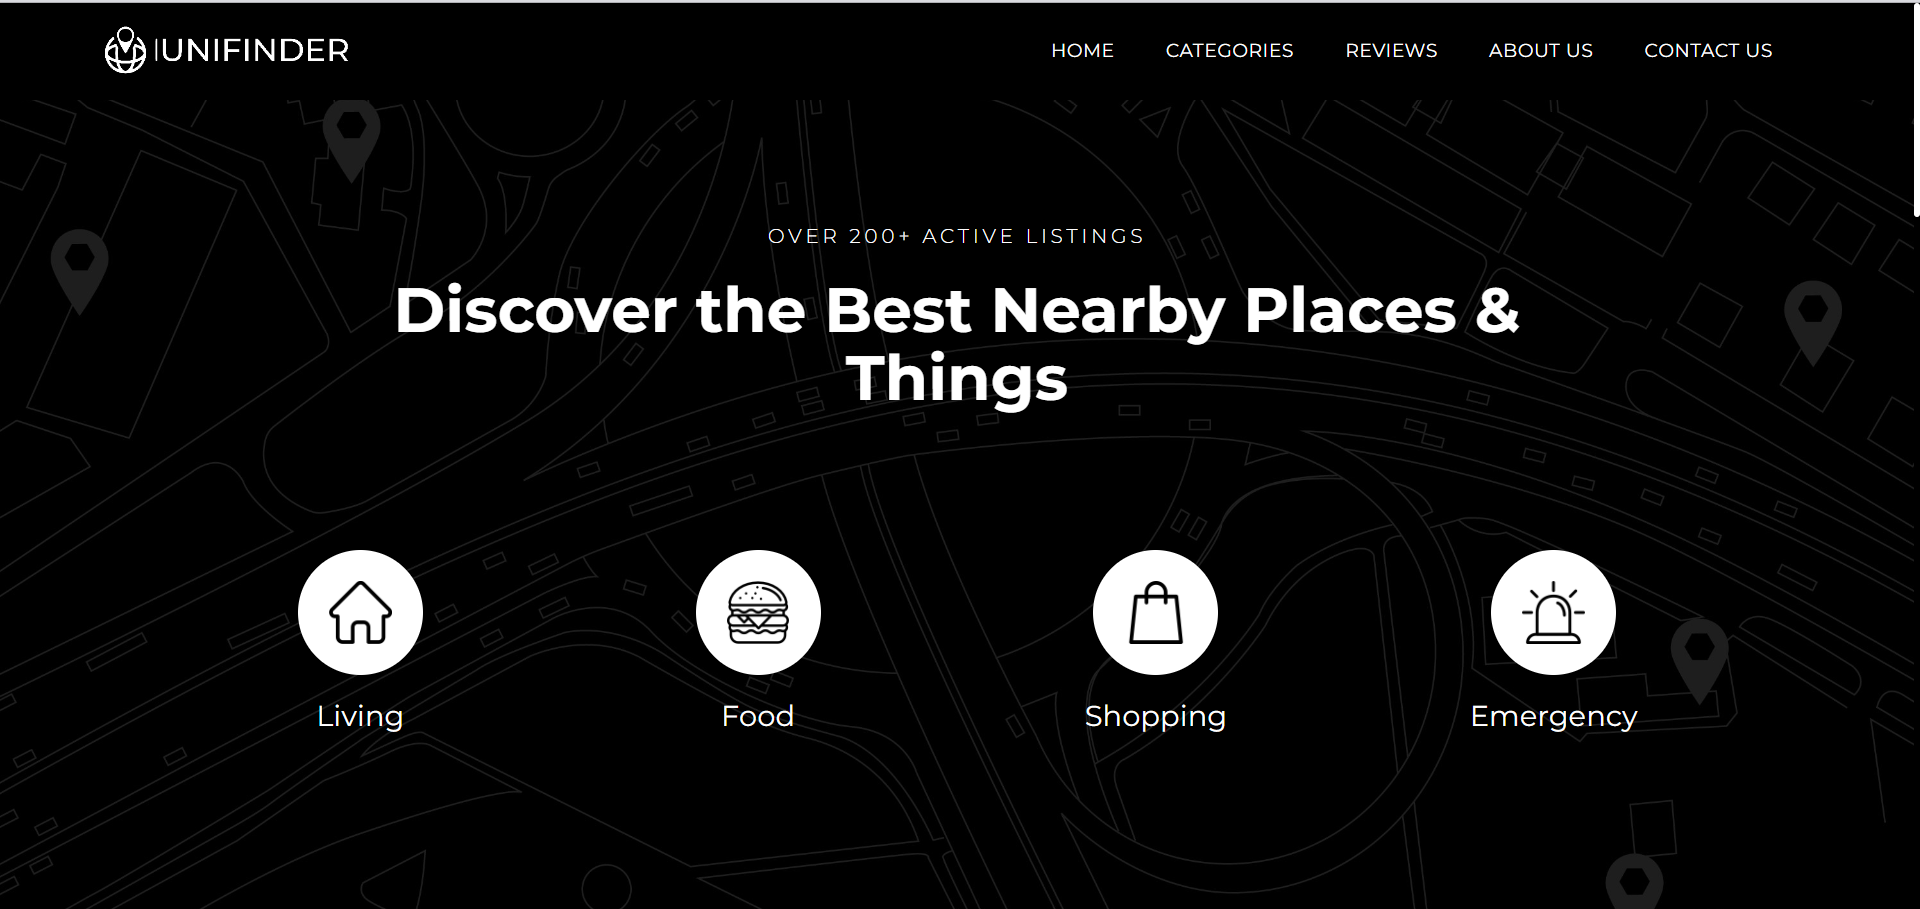 UNIFINDER
HOME CATEGORIES REVIEWS ABOUT US CONTACT US
OVER 200+ ACTIVE LISTINGS
Discover the Best Nearby Places &
Things
Living Food Shopping Emergency